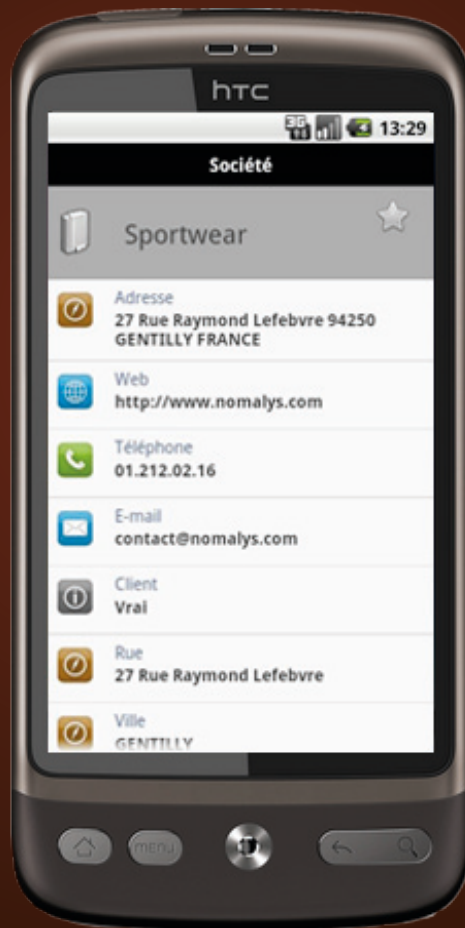 hTC
3G
13:29
Société
Sportwear
Adresse
27 Rue Raymond Lefebvre 94250
GENTILLY FRANCE
Web
http://www.nomalys.com
Téléphone
01.212.02.16
E-mail
contact@nomalys.com
Client
Vrai
Rue
27 Rue Raymond Lefebvre
Ville
GENTILLY
MENU